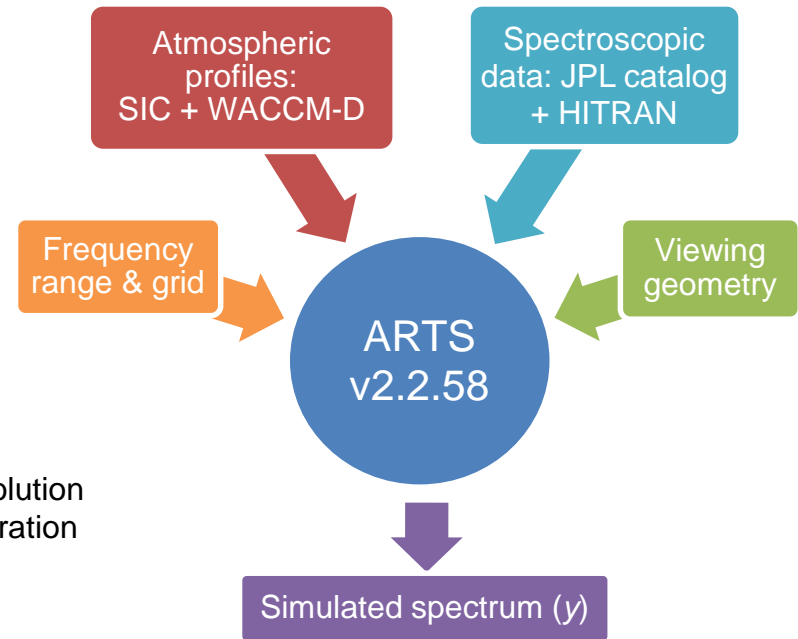 Atmospheric
profiles:
SIC + WACCM-D
Spectroscopic
data: JPL catalog
+ HITRAN
Frequency
range & grid
Viewing
geometry
ARTS
v2.2.58
Simulated spectrum (y)